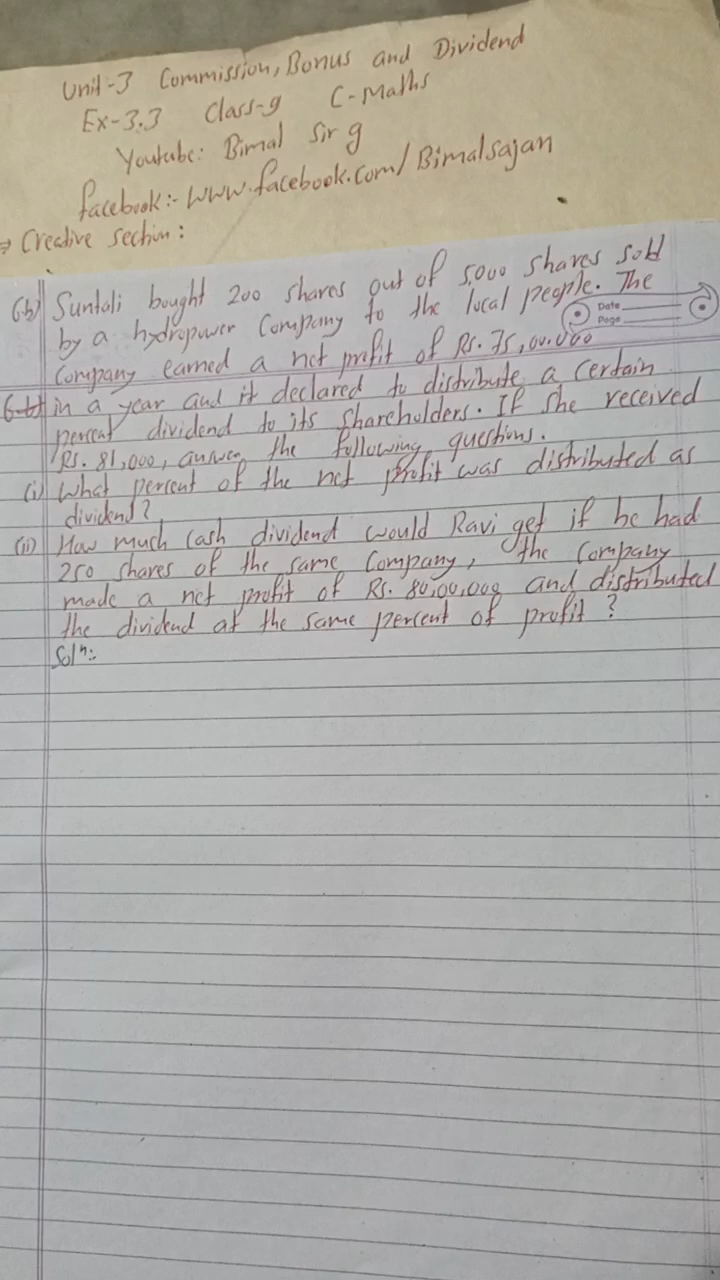 Unit-3 Commission, Bonus and Dividend
Ex-3.3 Class-9 C-Maths
Youtube: Bimal Sir g
facebook:- www.facebook.com/Bimalsajan
⇒ Creative section:
6.b) Suntali bought 200 shares out of 5000 shares sold
by a hydropower Company to the local people. The
Date
Page
Company earned a net profit of Rs. 75,00,000
in a year and it declared to distribute a certain
percent dividend to its shareholders. If she received
Rs. 81,000, answer the following questions.
(i) What percent of the net profit was distributed as
dividend?
(ii) How much cash dividend would Ravi get if he had
250 shares of the same Company, the Company
made a net profit of Rs. 80,00,000 and distributed
the dividend at the same percent of profit?
Solⁿ: